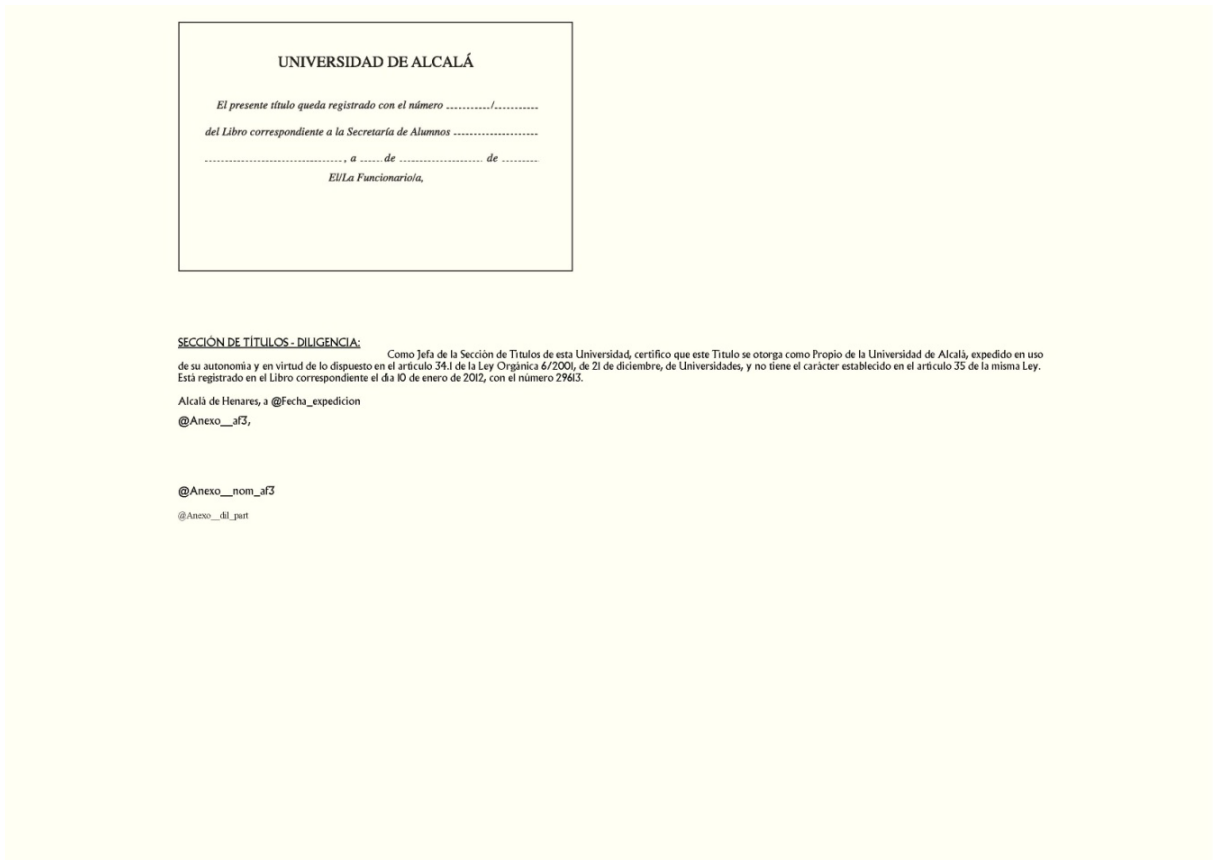 UNIVERSIDAD DE ALCALÁ
El presente título queda registrado con el número ........../..........
del Libro correspondiente a la Secretaría de Alumnos ....................
................................, a ..... de .................... de .........
El/La Funcionario/a,
SECCIÓN DE TÍTULOS - DILIGENCIA:
Como Jefa de la Sección de Títulos de esta Universidad, certifico que este Título se otorga como Propio de la Universidad de Alcalá, expedido en uso
de su autonomía y en virtud de lo dispuesto en el artículo 34.1 de la Ley Orgánica 6/2001, de 21 de diciembre, de Universidades, y no tiene el carácter establecido en el artículo 35 de la misma Ley.
Está registrado en el Libro correspondiente el día 10 de enero de 2012, con el número 29613.
Alcalá de Henares, a @Fecha_expedicion
@Anexo__af3,
@Anexo__nom_af3
@Anexo__dil_part